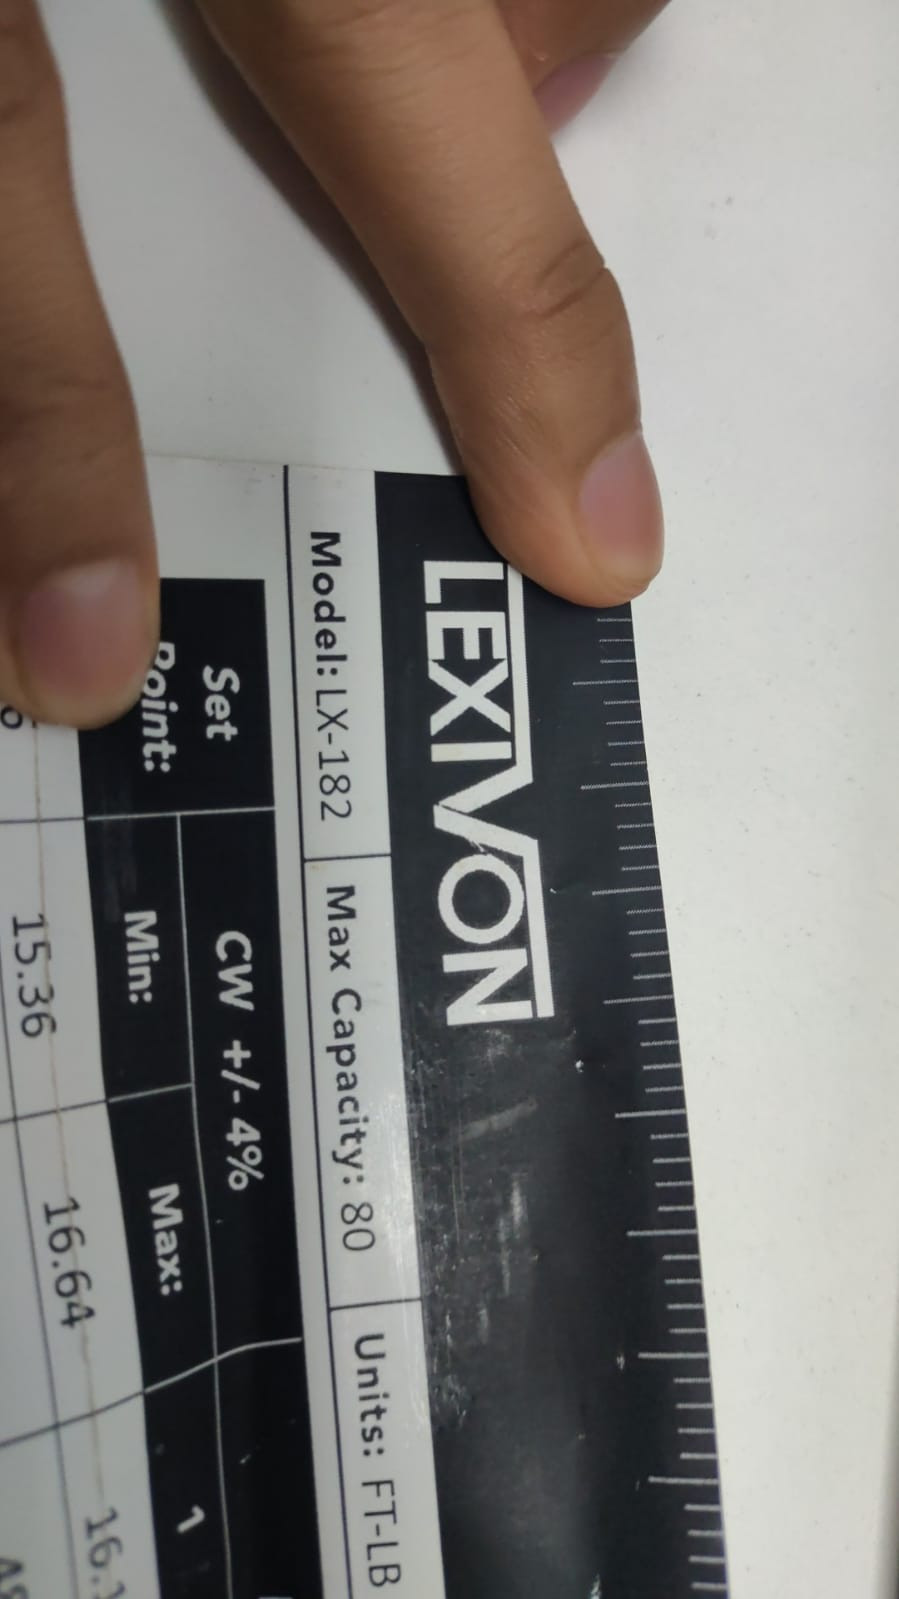 LEXIVON
Model: LX-182 Max Capacity: 80 Units: FT-LB
Set Point: CW +/- 4%
Min: Max: 1
15.36 16.64